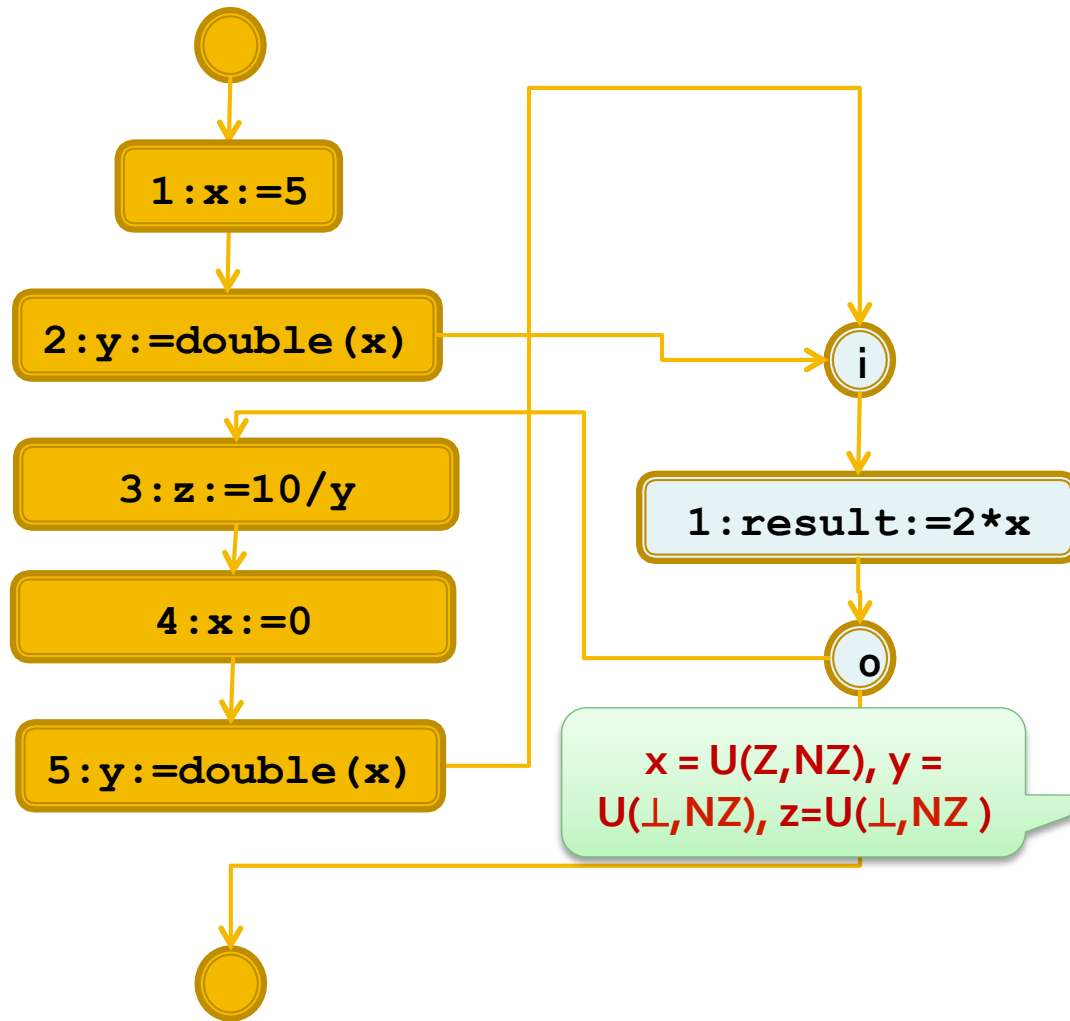 1:x:=5
2:y:=double(x)
i
3:z:=10/y
1:result:=2*x
4:x:=0
o
5:y:=double(x)
x = U(Z,NZ), y =
U(⊥,NZ), z=U(⊥,NZ )